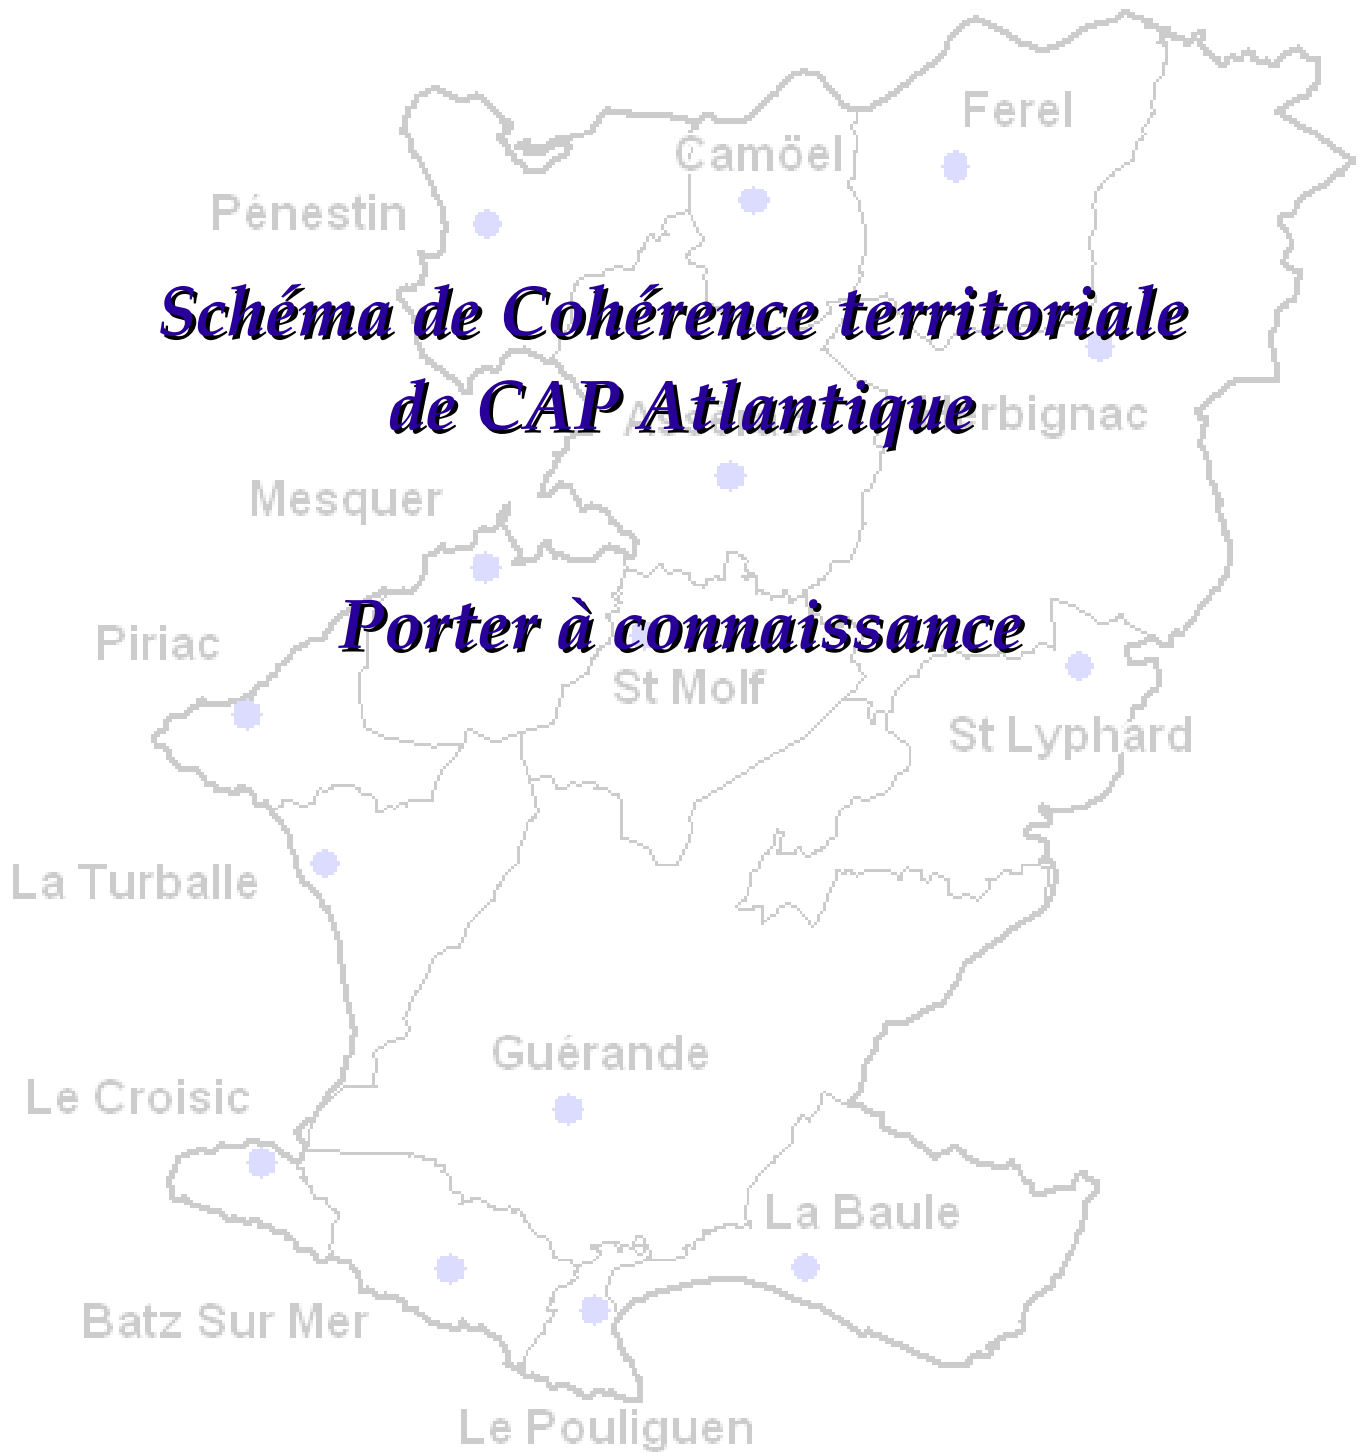 Ferel
Camöel
Pénestin
Schéma de Cohérence territoriale
de CAP Atlantique
Mesquer
Porter à connaissance
Piriac
St Molf
St Lyphard
La Turballe
Guérande
Le Croisic
La Baule
Batz Sur Mer
Le Pouliguen